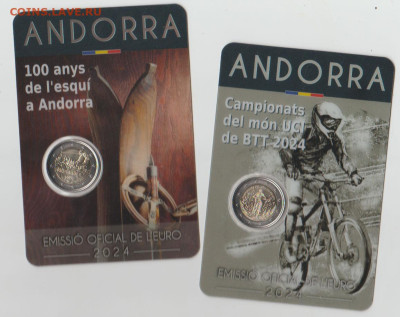 COINS.LAVE.RU
ANDORRA
100 anys
de l'esquí
a Andorra
EMISSIÓ OFICIAL DE L'EURO
2024
ANDORRA
Campionats
del món UCI
de BTT 2024
EMISSIÓ OFICIAL DE L'EURO
2024